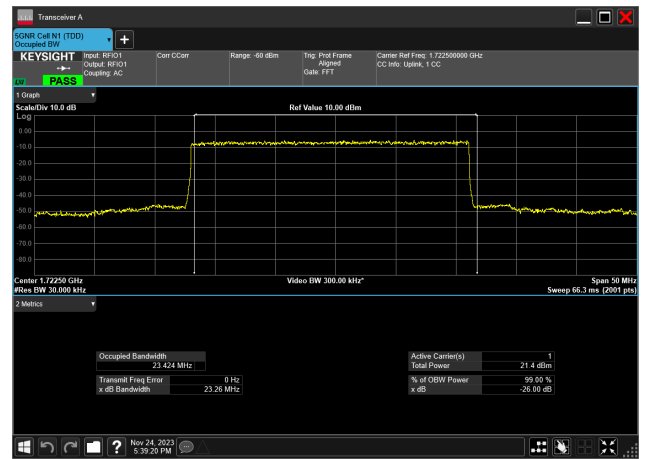 Transceiver A
5GNR Cell N1 (TDD)
Occupied BW
+
KEYSIGHT Input: RFIO1 Corr CCorr Range: -60 dBm Trig: Prot Frame Carrier Ref Freq: 1.722500000 GHz
Output: RFIO1 Aligned CC Info: Uplink, 1 CC
Coupling: AC Gate: FFT
PASS
1 Graph
Scale/Div 10.0 dB Ref Value 10.00 dBm
Log
0.00
-10.0
-20.0
-30.0
-40.0
-50.0
-60.0
-70.0
-80.0
Center 1.72250 GHz Video BW 300.00 kHz* Span 50 MHz
#Res BW 30.000 kHz Sweep 66.3 ms (2001 pts)
2 Metrics
Occupied Bandwidth Active Carrier(s) 1
23.424 MHz Total Power 21.4 dBm
Transmit Freq Error 0 Hz % of OBW Power 99.00 %
x dB Bandwidth 23.26 MHz x dB -26.00 dB
? Nov 24, 2023
5:39:20 PM